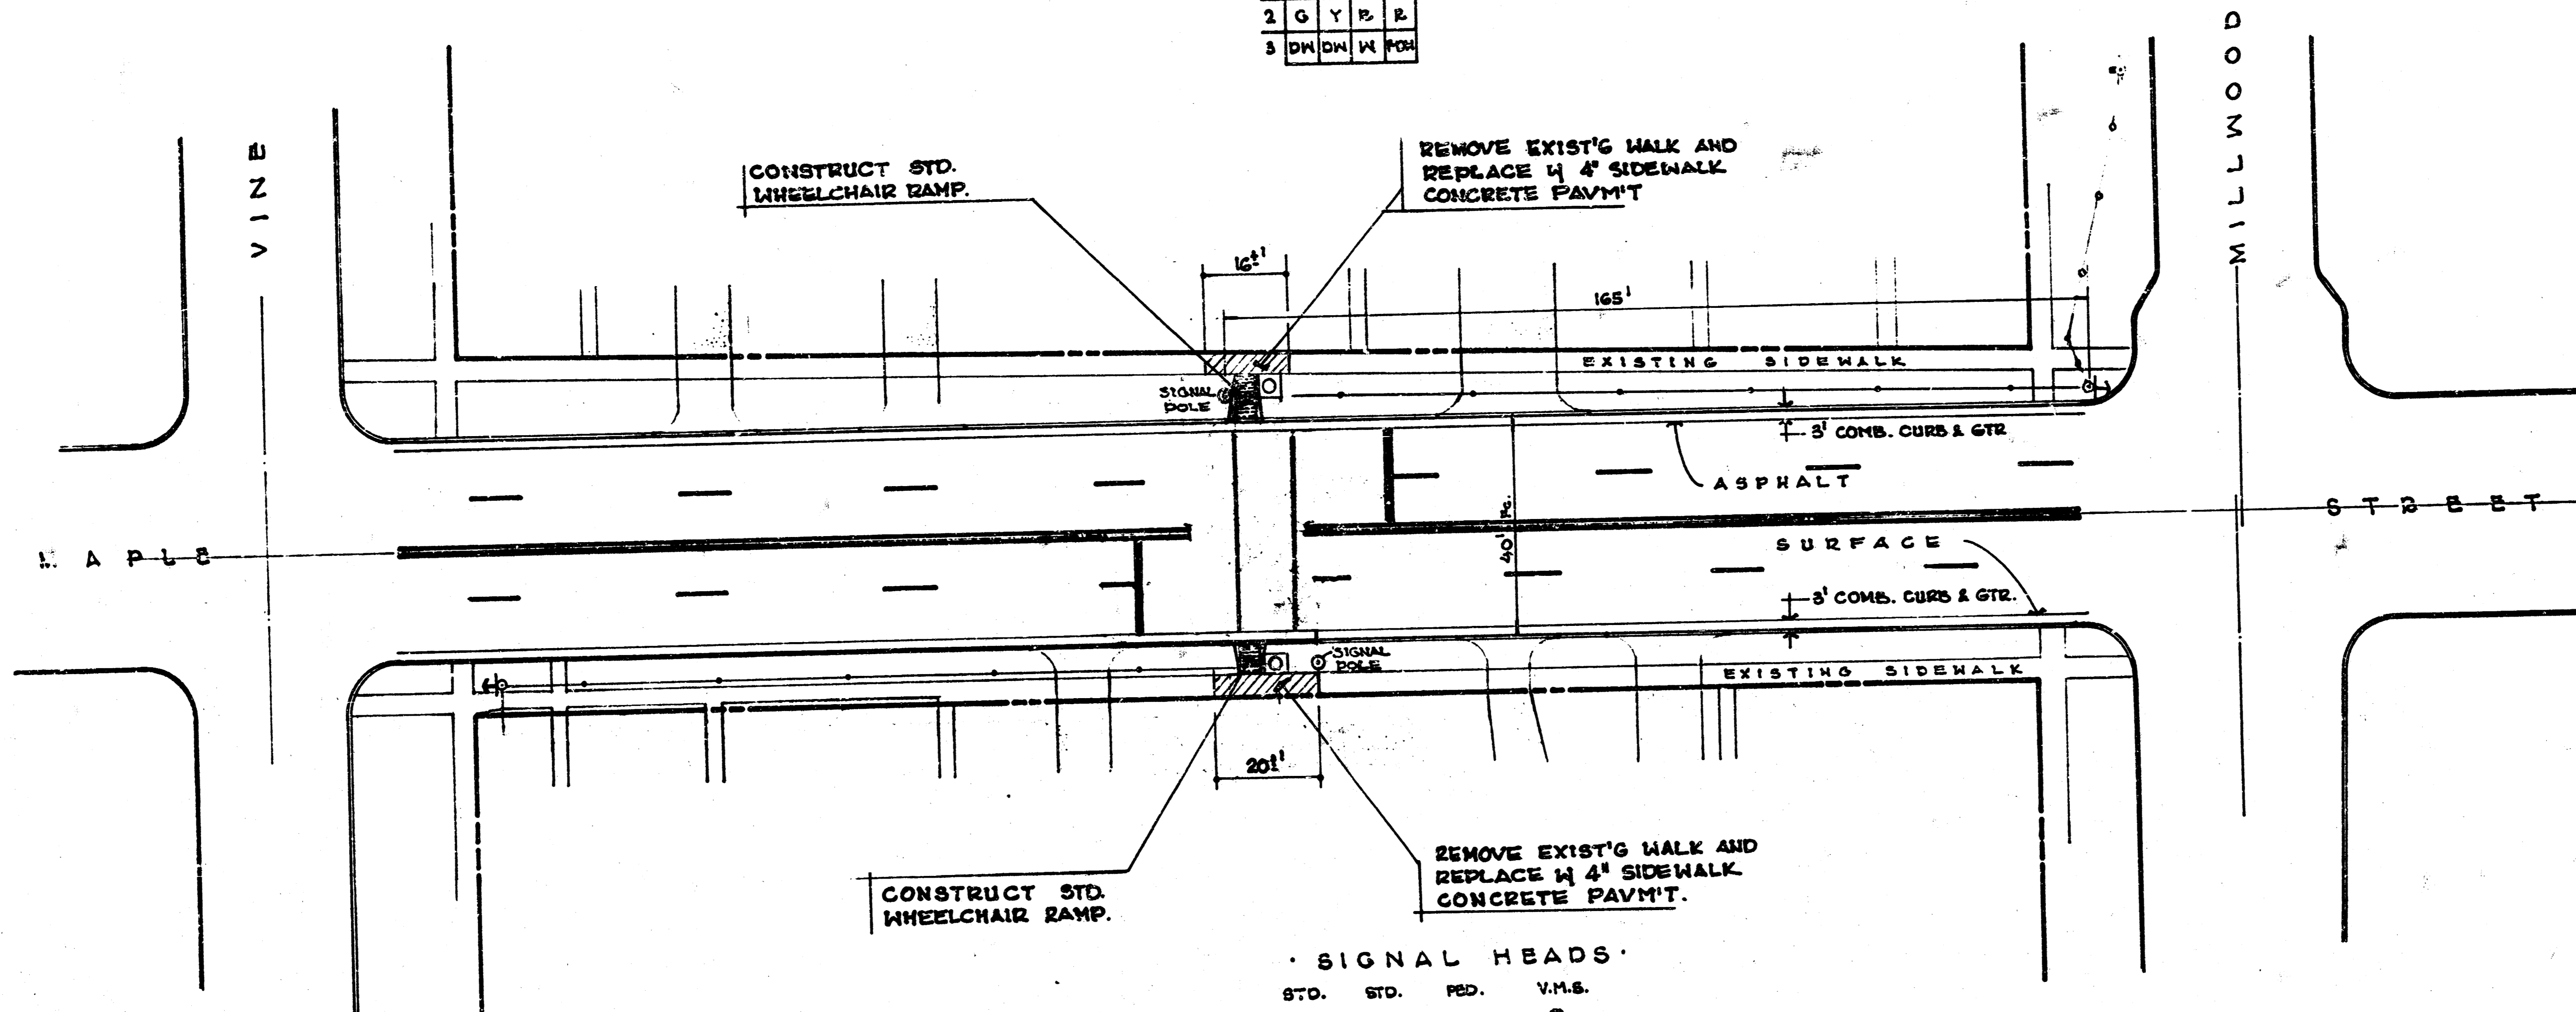 2 G Y R R
3 DW DW W FDW
VINE
MILLWOOD
CONSTRUCT STD.
WHEELCHAIR RAMP.
REMOVE EXIST'G WALK AND
REPLACE W/ 4" SIDEWALK
CONCRETE PAVM'T
16±'
165'
EXISTING SIDEWALK
SIGNAL
POLE
3' COMB. CURB & GTR
ASPHALT
MAPLE
STREET
40' FC.
SURFACE
3' COMB. CURB & GTR.
SIGNAL
POLE
EXISTING SIDEWALK
20±'
CONSTRUCT STD.
WHEELCHAIR RAMP.
REMOVE EXIST'G WALK AND
REPLACE W/ 4" SIDEWALK
CONCRETE PAVM'T.
· SIGNAL HEADS ·
STD. STD. PED. V.M.S.